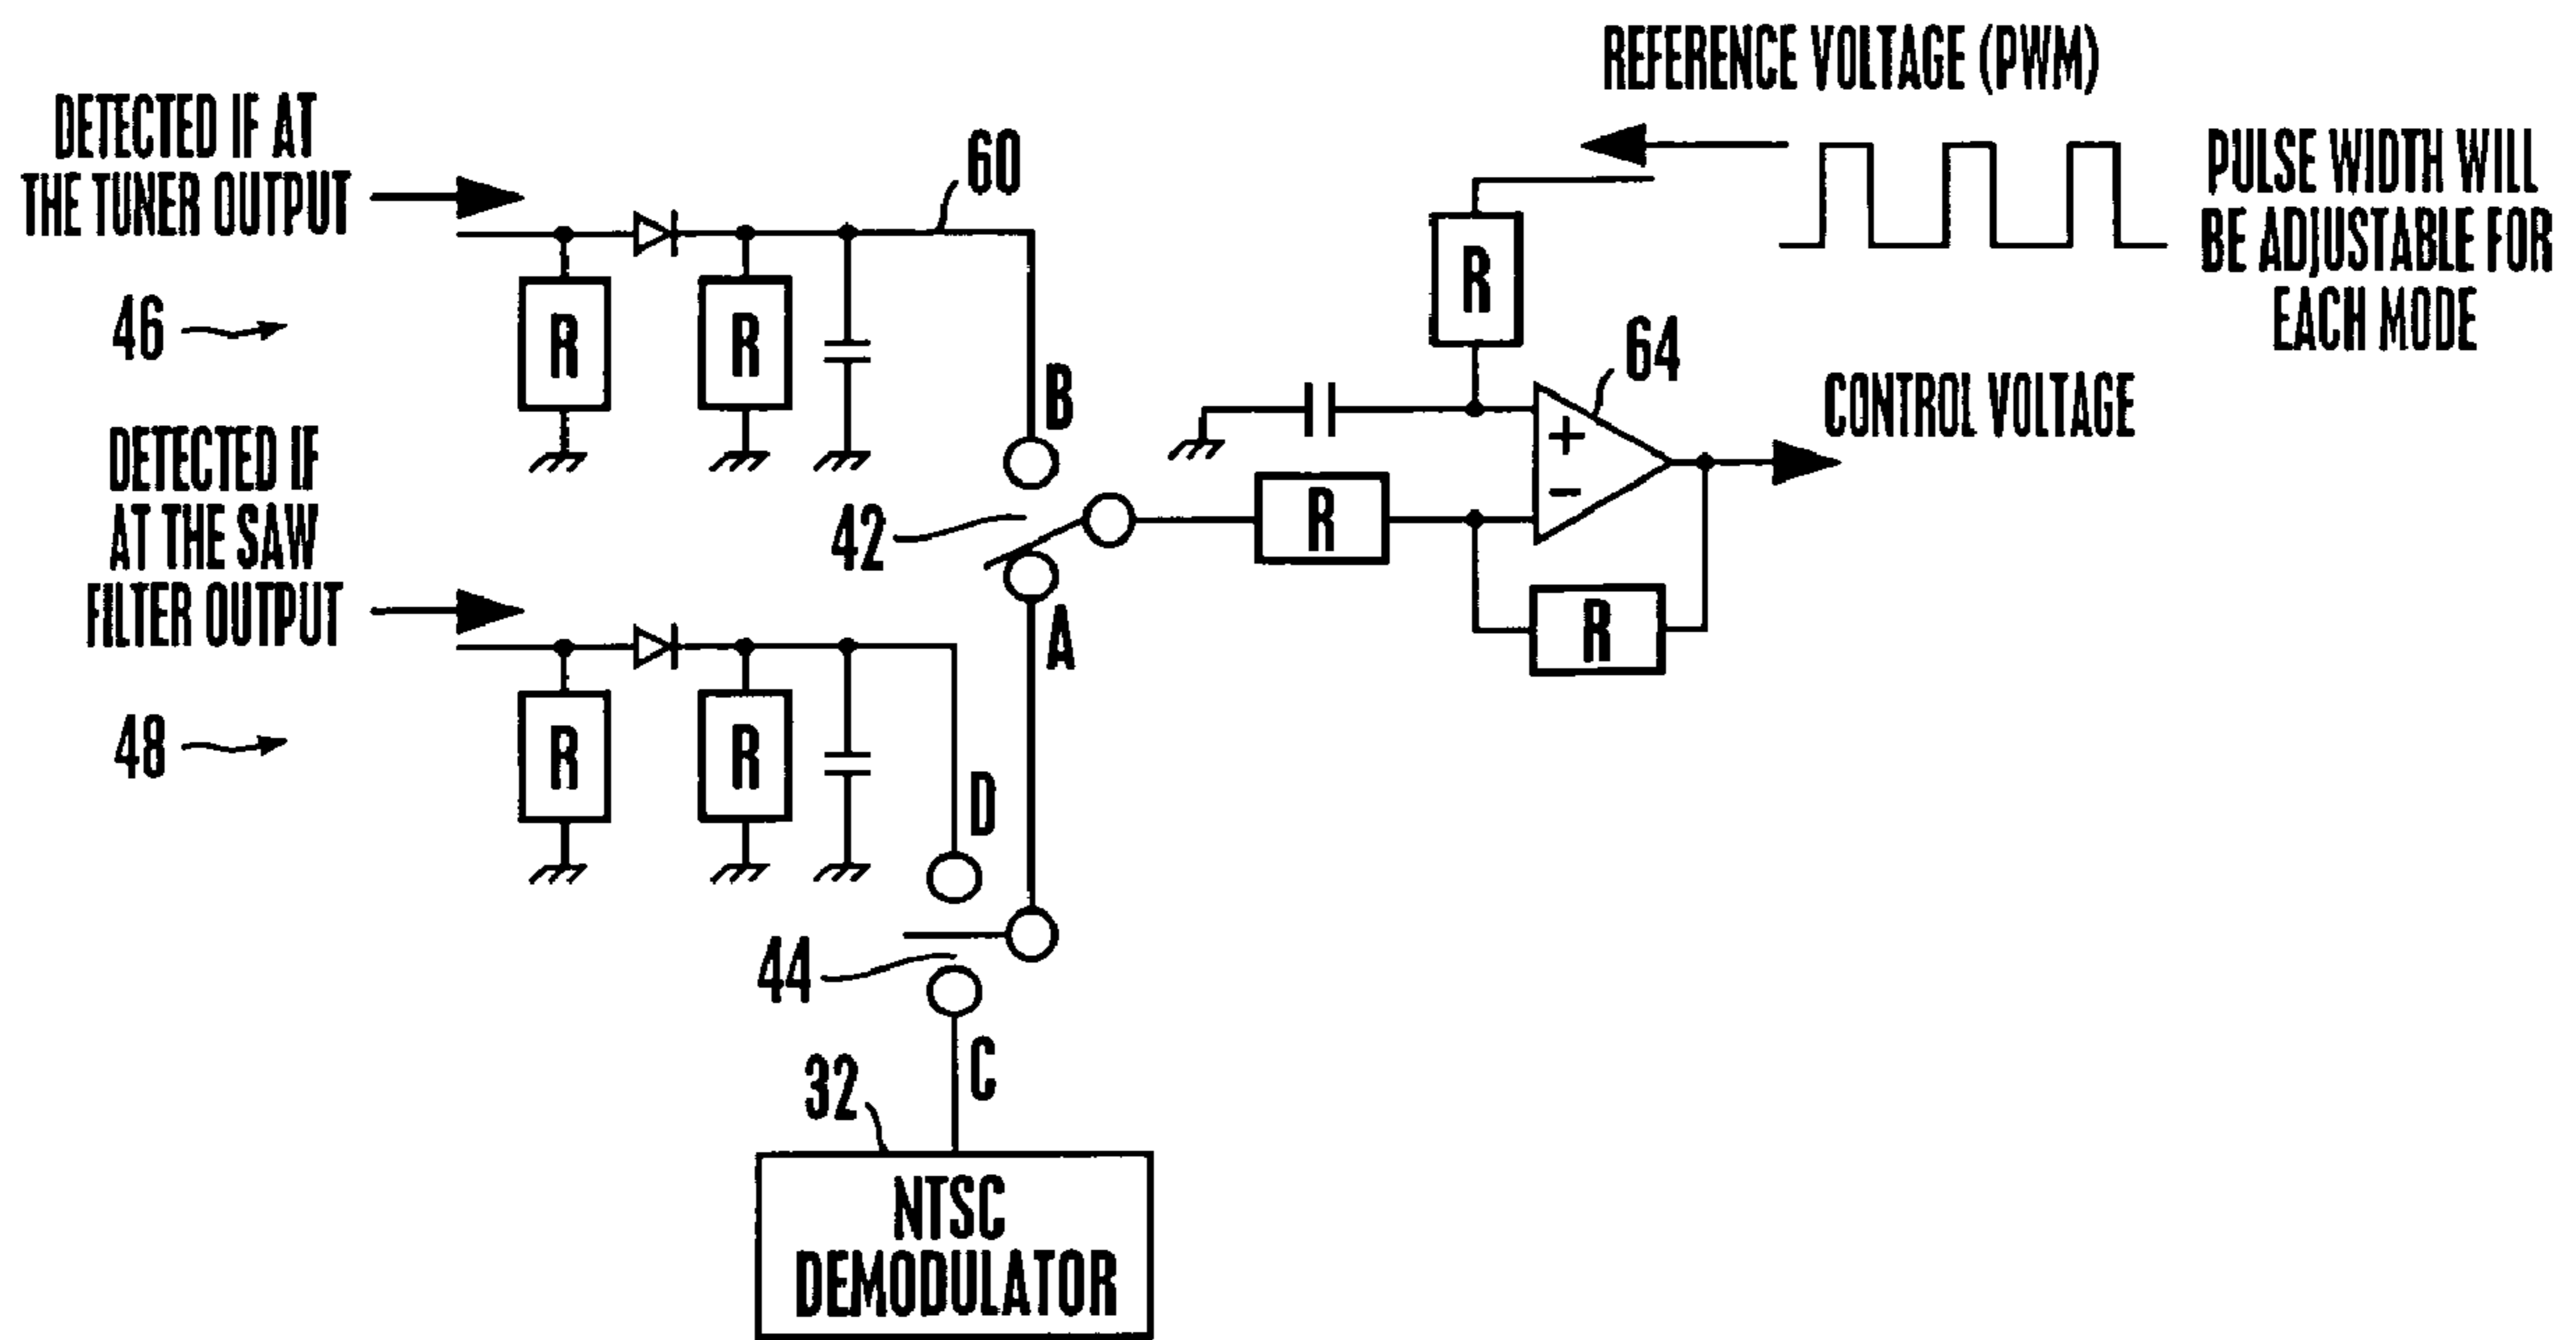 REFERENCE VOLTAGE (PWM)
PULSE WIDTH WILL
BE ADJUSTABLE FOR
EACH MODE
DETECTED IF AT
THE TUNER OUTPUT
60
46
R
R
R
64
CONTROL VOLTAGE
B
+
−
DETECTED IF
AT THE SAW
FILTER OUTPUT
42
R
A
R
48
R
R
D
44
C
32
NTSC
DEMODULATOR